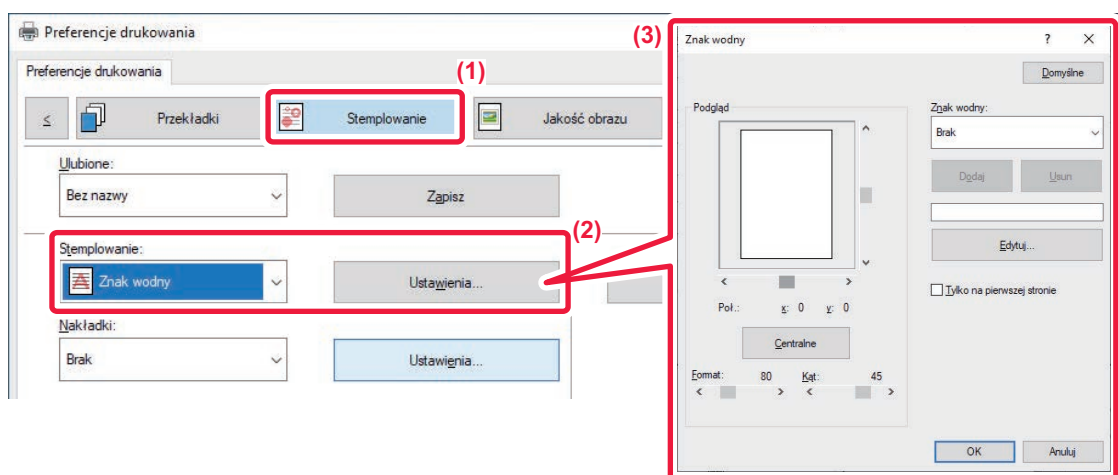 Preferencje drukowania
Preferencje drukowania
(1)
<
Przekładki
Stemplowanie
Jakość obrazu
Ulubione:
Bez nazwy
Zapisz
(2)
Stemplowanie:
Znak wodny
Ustawienia...
Nakładki:
Brak
Ustawienia...
(3)
Znak wodny
?
Domyślne
Podgląd
Znak wodny:
Brak
Dodaj
Usun
Edytuj...
Tylko na pierwszej stronie
Poł.:
x: 0
y: 0
Centralne
Format: 80
Kąt: 45
OK
Anuluj